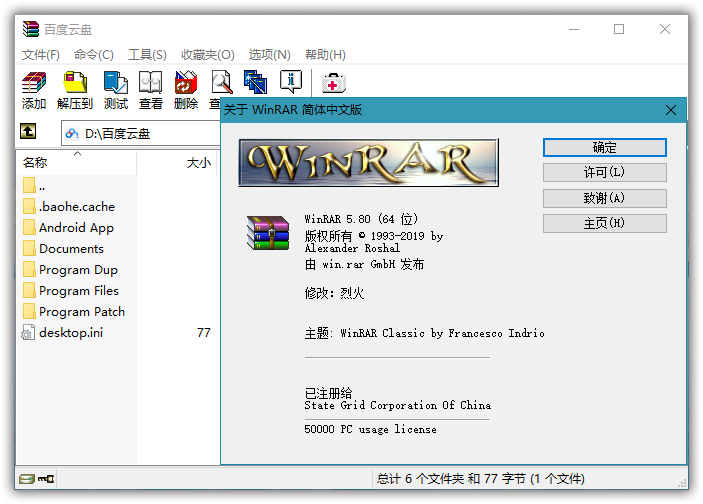 百度云盘
文件(F) 命令(C) 工具(S) 收藏夹(O) 选项(N) 帮助(H)
添加 解压到 测试 查看 删除
D:\百度云盘
名称 大小
..
.baohe.cache
Android App
Documents
Program Dup
Program Files
Program Patch
desktop.ini 77
关于 WinRAR 简体中文版
WINRAR
确定
许可(L)
致谢(A)
主页(H)
WinRAR 5.80 (64 位)
版权所有 © 1993-2019 by
Alexander Roshal
由 win.rar GmbH 发布
修改: 烈火
主题: WinRAR Classic by Francesco Indrio
已注册给
State Grid Corporation Of China
50000 PC usage license
总计 6 个文件夹 和 77 字节 (1 个文件)